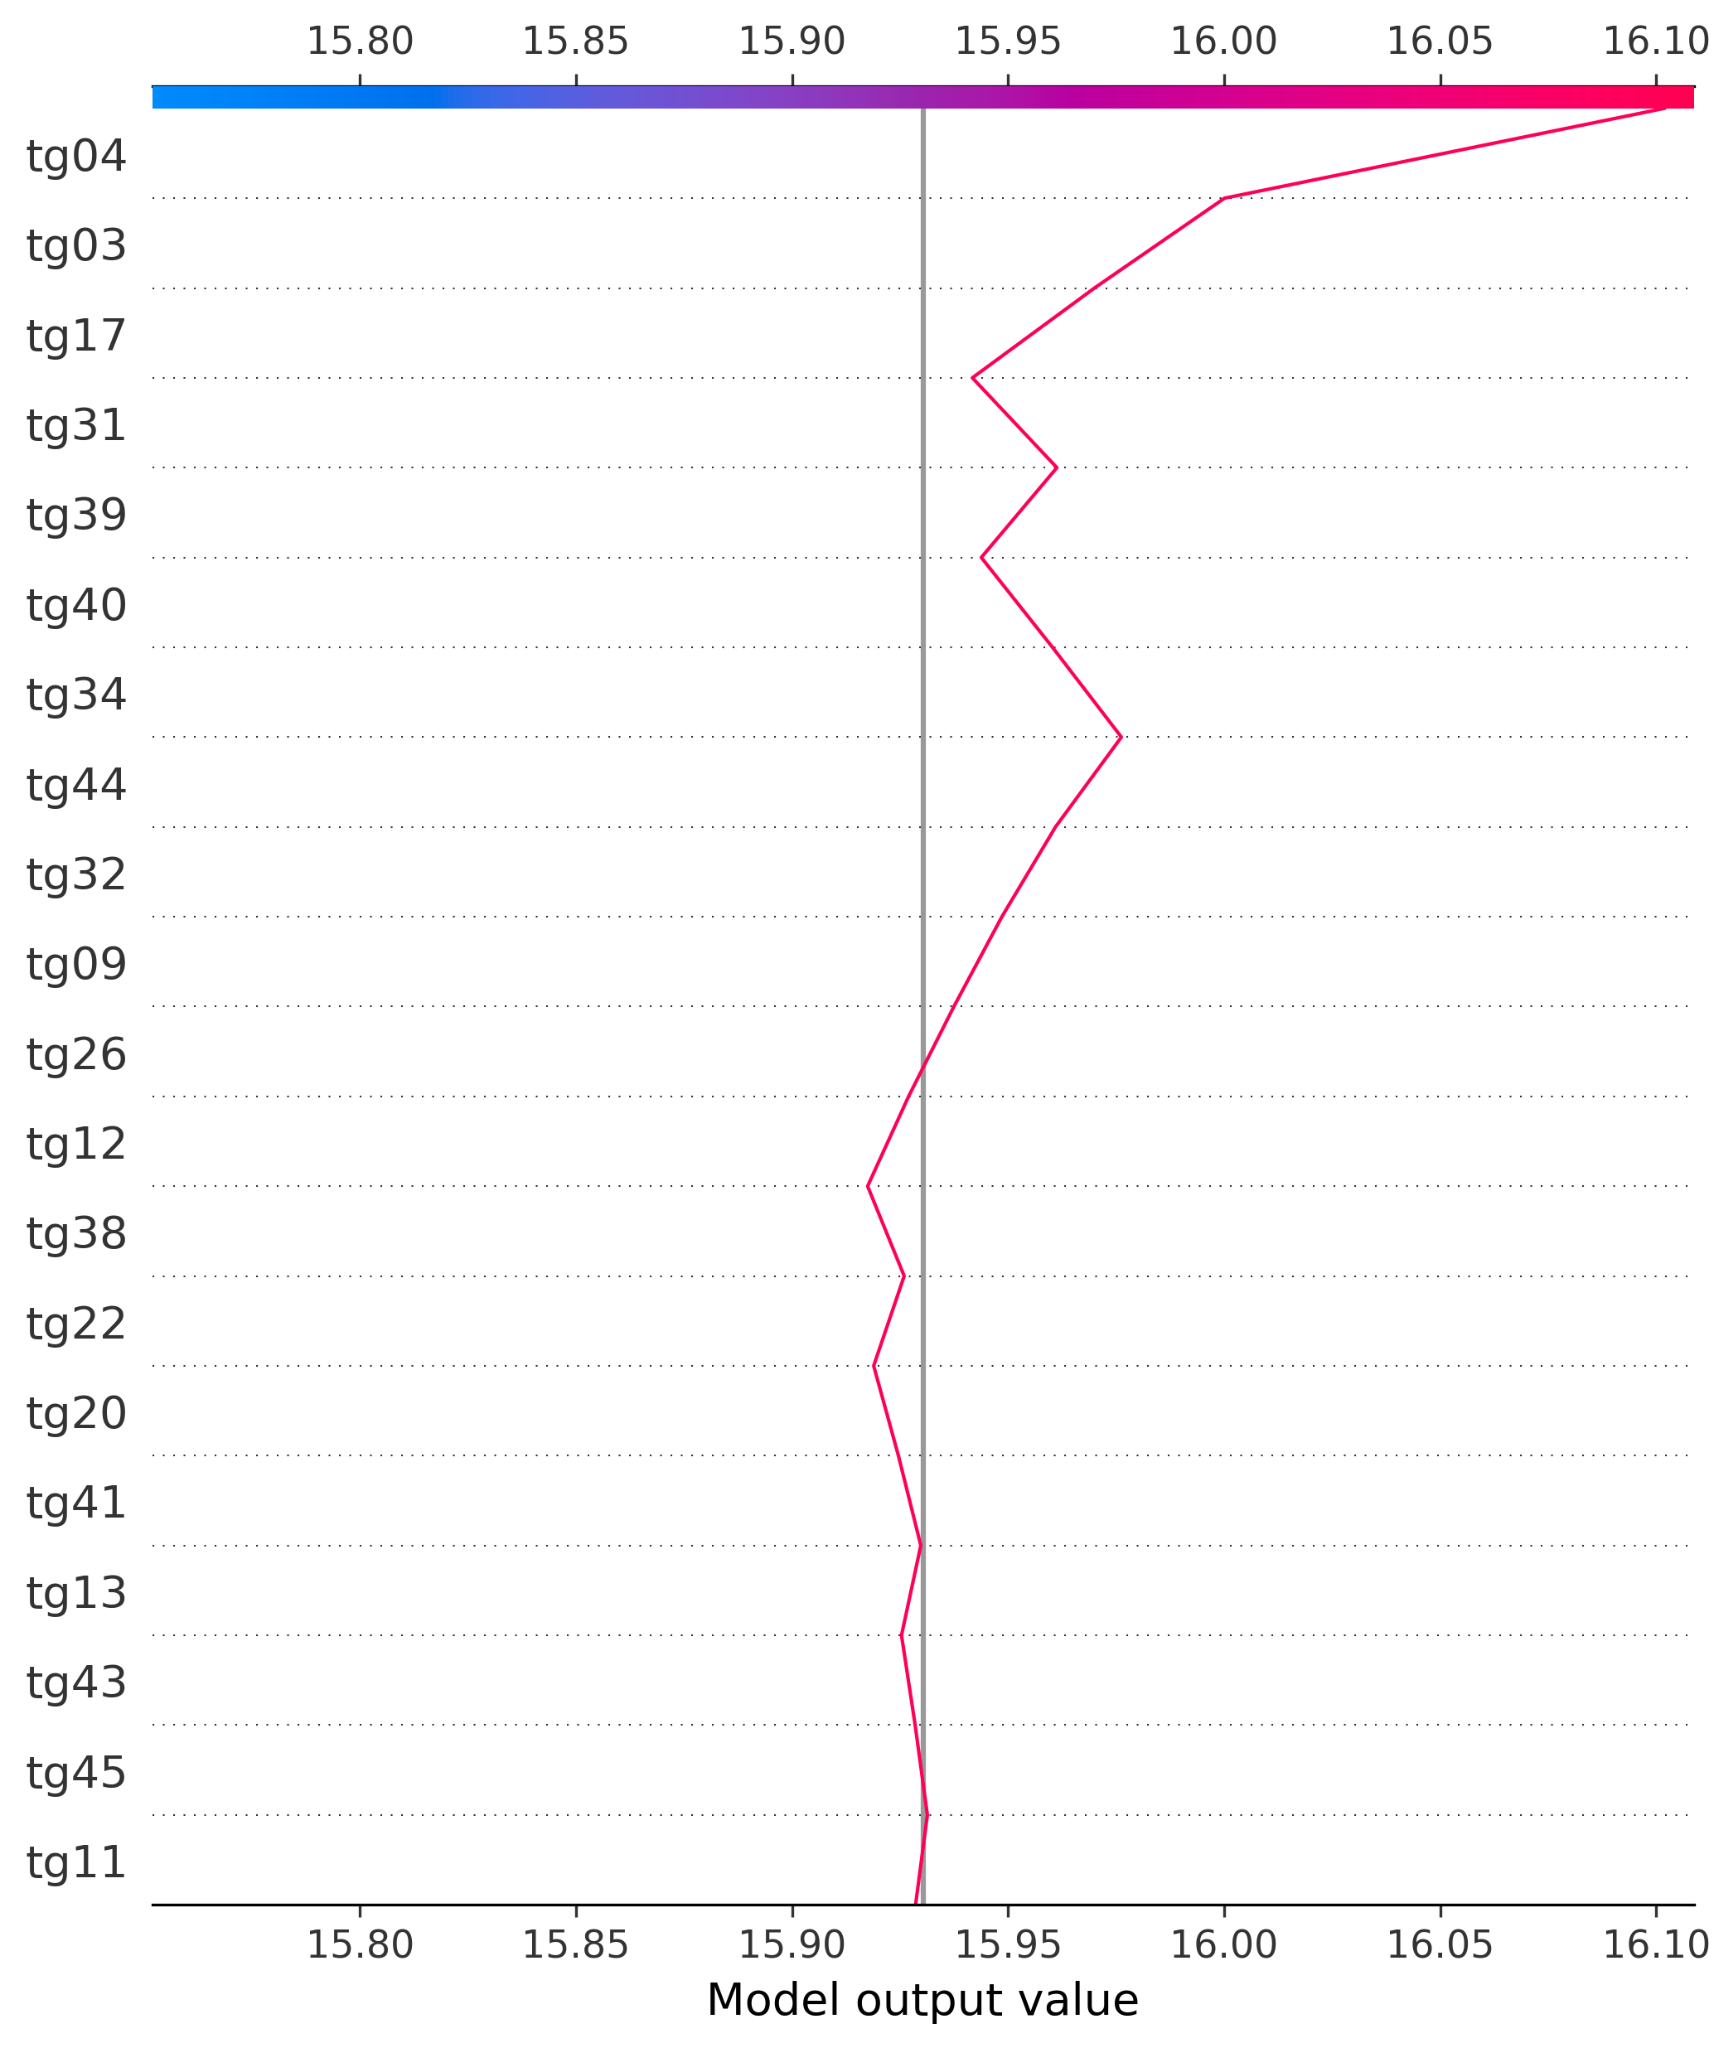 15.80 15.85 15.90 15.95 16.00 16.05 16.10
tg04
tg03
tg17
tg31
tg39
tg40
tg34
tg44
tg32
tg09
tg26
tg12
tg38
tg22
tg20
tg41
tg13
tg43
tg45
tg11
15.80 15.85 15.90 15.95 16.00 16.05 16.10
Model output value